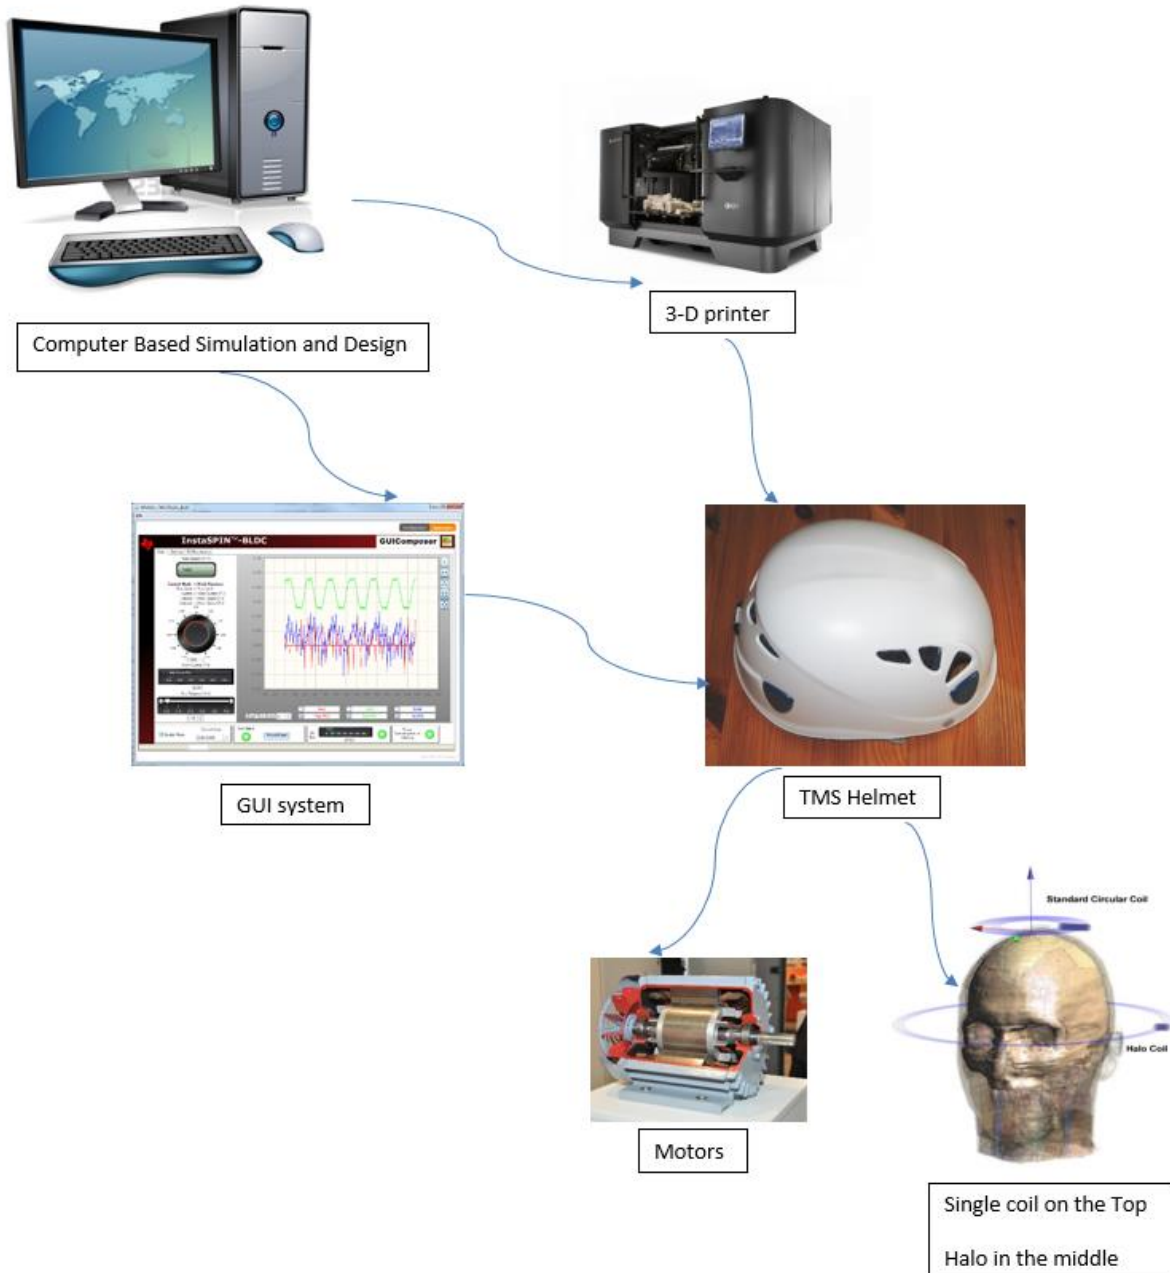 Computer Based Simulation and Design
3-D printer
InstaSPIN™-BLDC
GUIComposer
GUI system
TMS Helmet
Standard Circular Coil
Halo Coil
Motors
Single coil on the Top
Halo in the middle